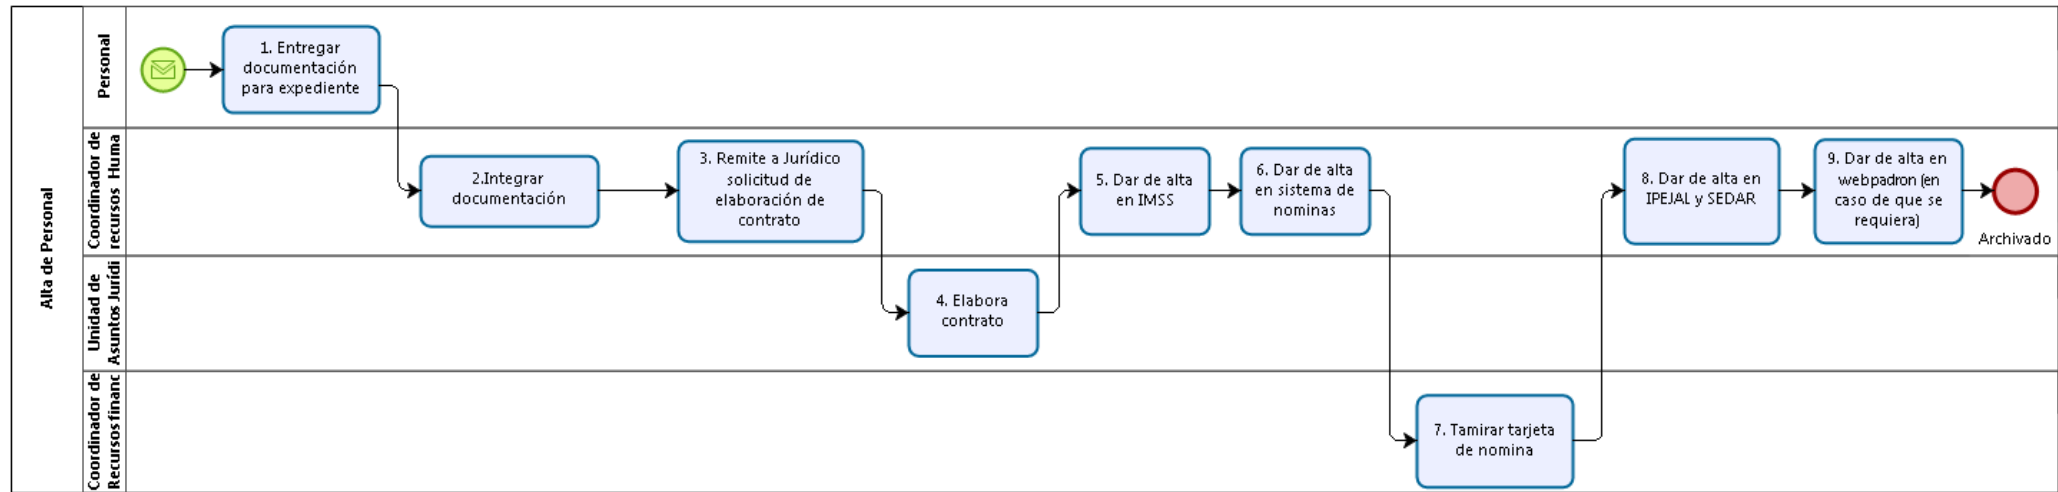 Alta de Personal
Personal
1. Entregar
documentación
para expediente
Coordinador de
recursos Huma
2.Integrar
documentación
3. Remite a Jurídico
solicitud de
elaboración de
contrato
5. Dar de alta
en IMSS
6. Dar de alta
en sistema de
nominas
8. Dar de alta en
IPEJAL y SEDAR
9. Dar de alta en
webpadron (en
caso de que se
requiera)
Archivado
Unidad de
Asuntos Jurídi
4. Elabora
contrato
Coordinador de
Recursos financ
7. Tamirar tarjeta
de nomina